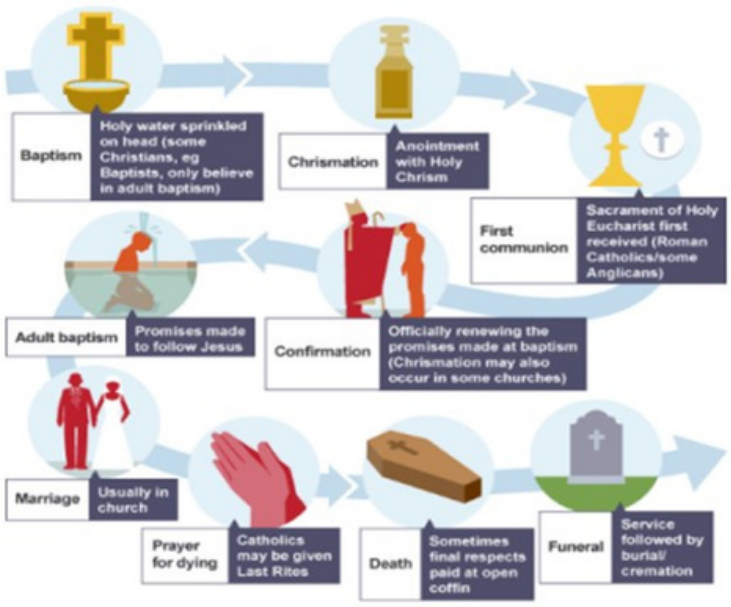 Baptism
Holy water sprinkled
on head (some
Christians, eg
Baptists, only believe
in adult baptism)
Chrismation
Anointment
with Holy
Chrism
First
communion
Sacrament of Holy
Eucharist first
received (Roman
Catholics/some
Anglicans)
Confirmation
Officially renewing the
promises made at baptism
(Chrismation may also
occur in some churches)
Adult baptism
Promises made
to follow Jesus
Marriage
Usually in
church
Prayer
for dying
Catholics
may be given
Last Rites
Death
Sometimes
final respects
paid at open
coffin
Funeral
Service
followed by
burial/
cremation